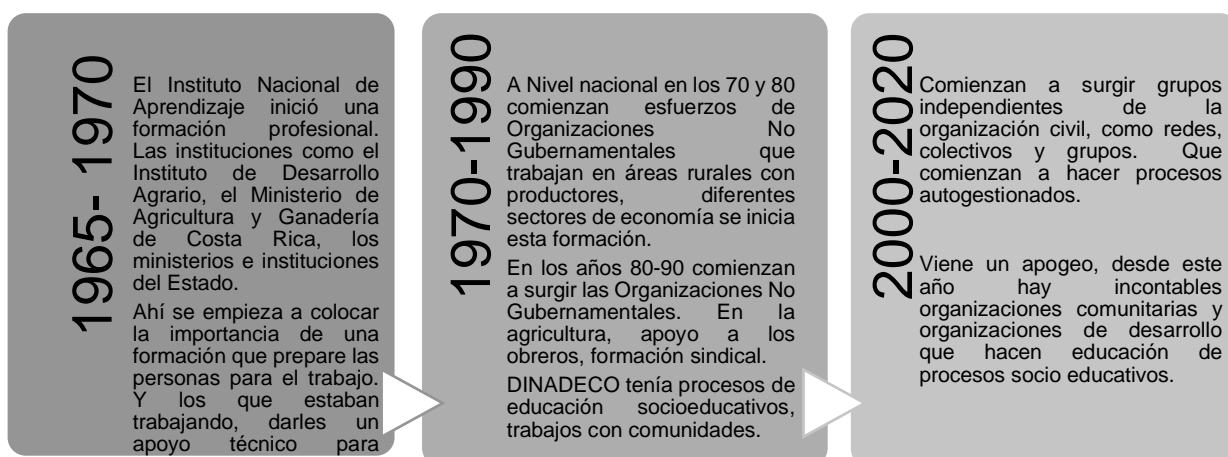 1965- 1970
El Instituto Nacional de
Aprendizaje inició una
formación profesional.
Las instituciones como el
Instituto de Desarrollo
Agrario, el Ministerio de
Agricultura y Ganadería
de Costa Rica, los
ministerios e instituciones
del Estado.
Ahí se empieza a colocar
la importancia de una
formación que prepare las
personas para el trabajo.
Y los que estaban
trabajando, darles un
apoyo técnico para
1970-1990
A Nivel nacional en los 70 y 80
comienzan esfuerzos de
Organizaciones No
Gubernamentales que
trabajan en áreas rurales con
productores, diferentes
sectores de economía se inicia
esta formación.
En los años 80-90 comienzan
a surgir las Organizaciones No
Gubernamentales. En la
agricultura, apoyo a los
obreros, formación sindical.
DINADECO tenía procesos de
educación socioeducativos,
trabajos con comunidades.
2000-2020
Comienzan a surgir grupos
independientes de la
organización civil, como redes,
colectivos y grupos. Que
comienzan a hacer procesos
autogestionados.
Viene un apogeo, desde este
año hay incontables
organizaciones comunitarias y
organizaciones de desarrollo
que hacen educación de
procesos socio educativos.